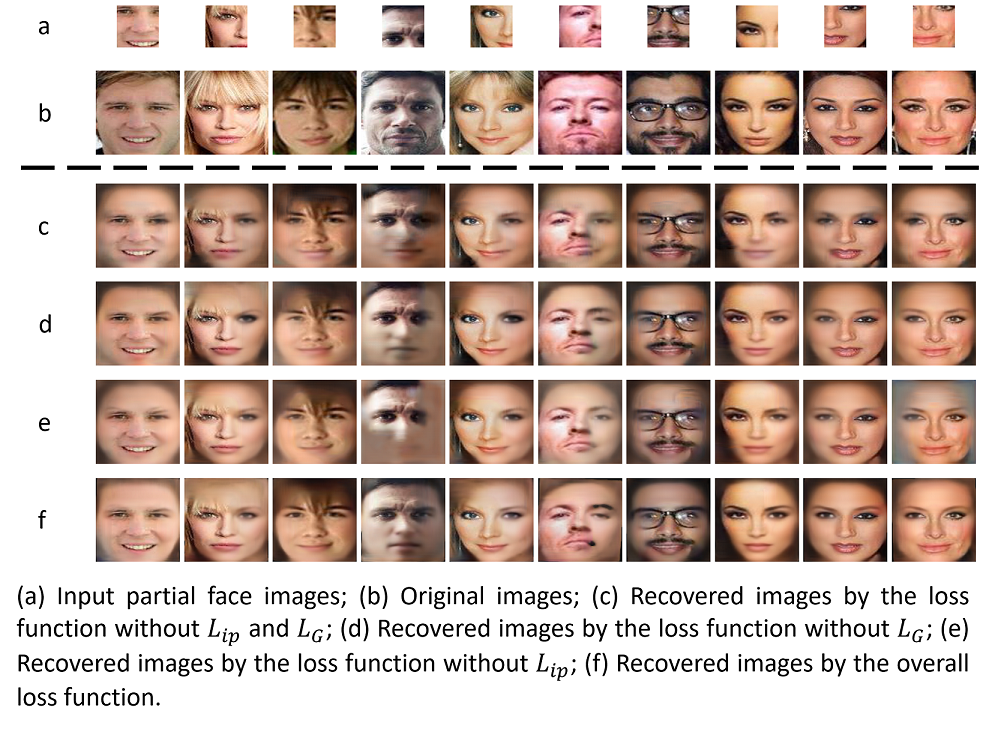 a
b
c
d
e
f
(a) Input partial face images; (b) Original images; (c) Recovered images by the loss
function without L_{ip} and L_G; (d) Recovered images by the loss function without L_G; (e)
Recovered images by the loss function without L_{ip}; (f) Recovered images by the overall
loss function.